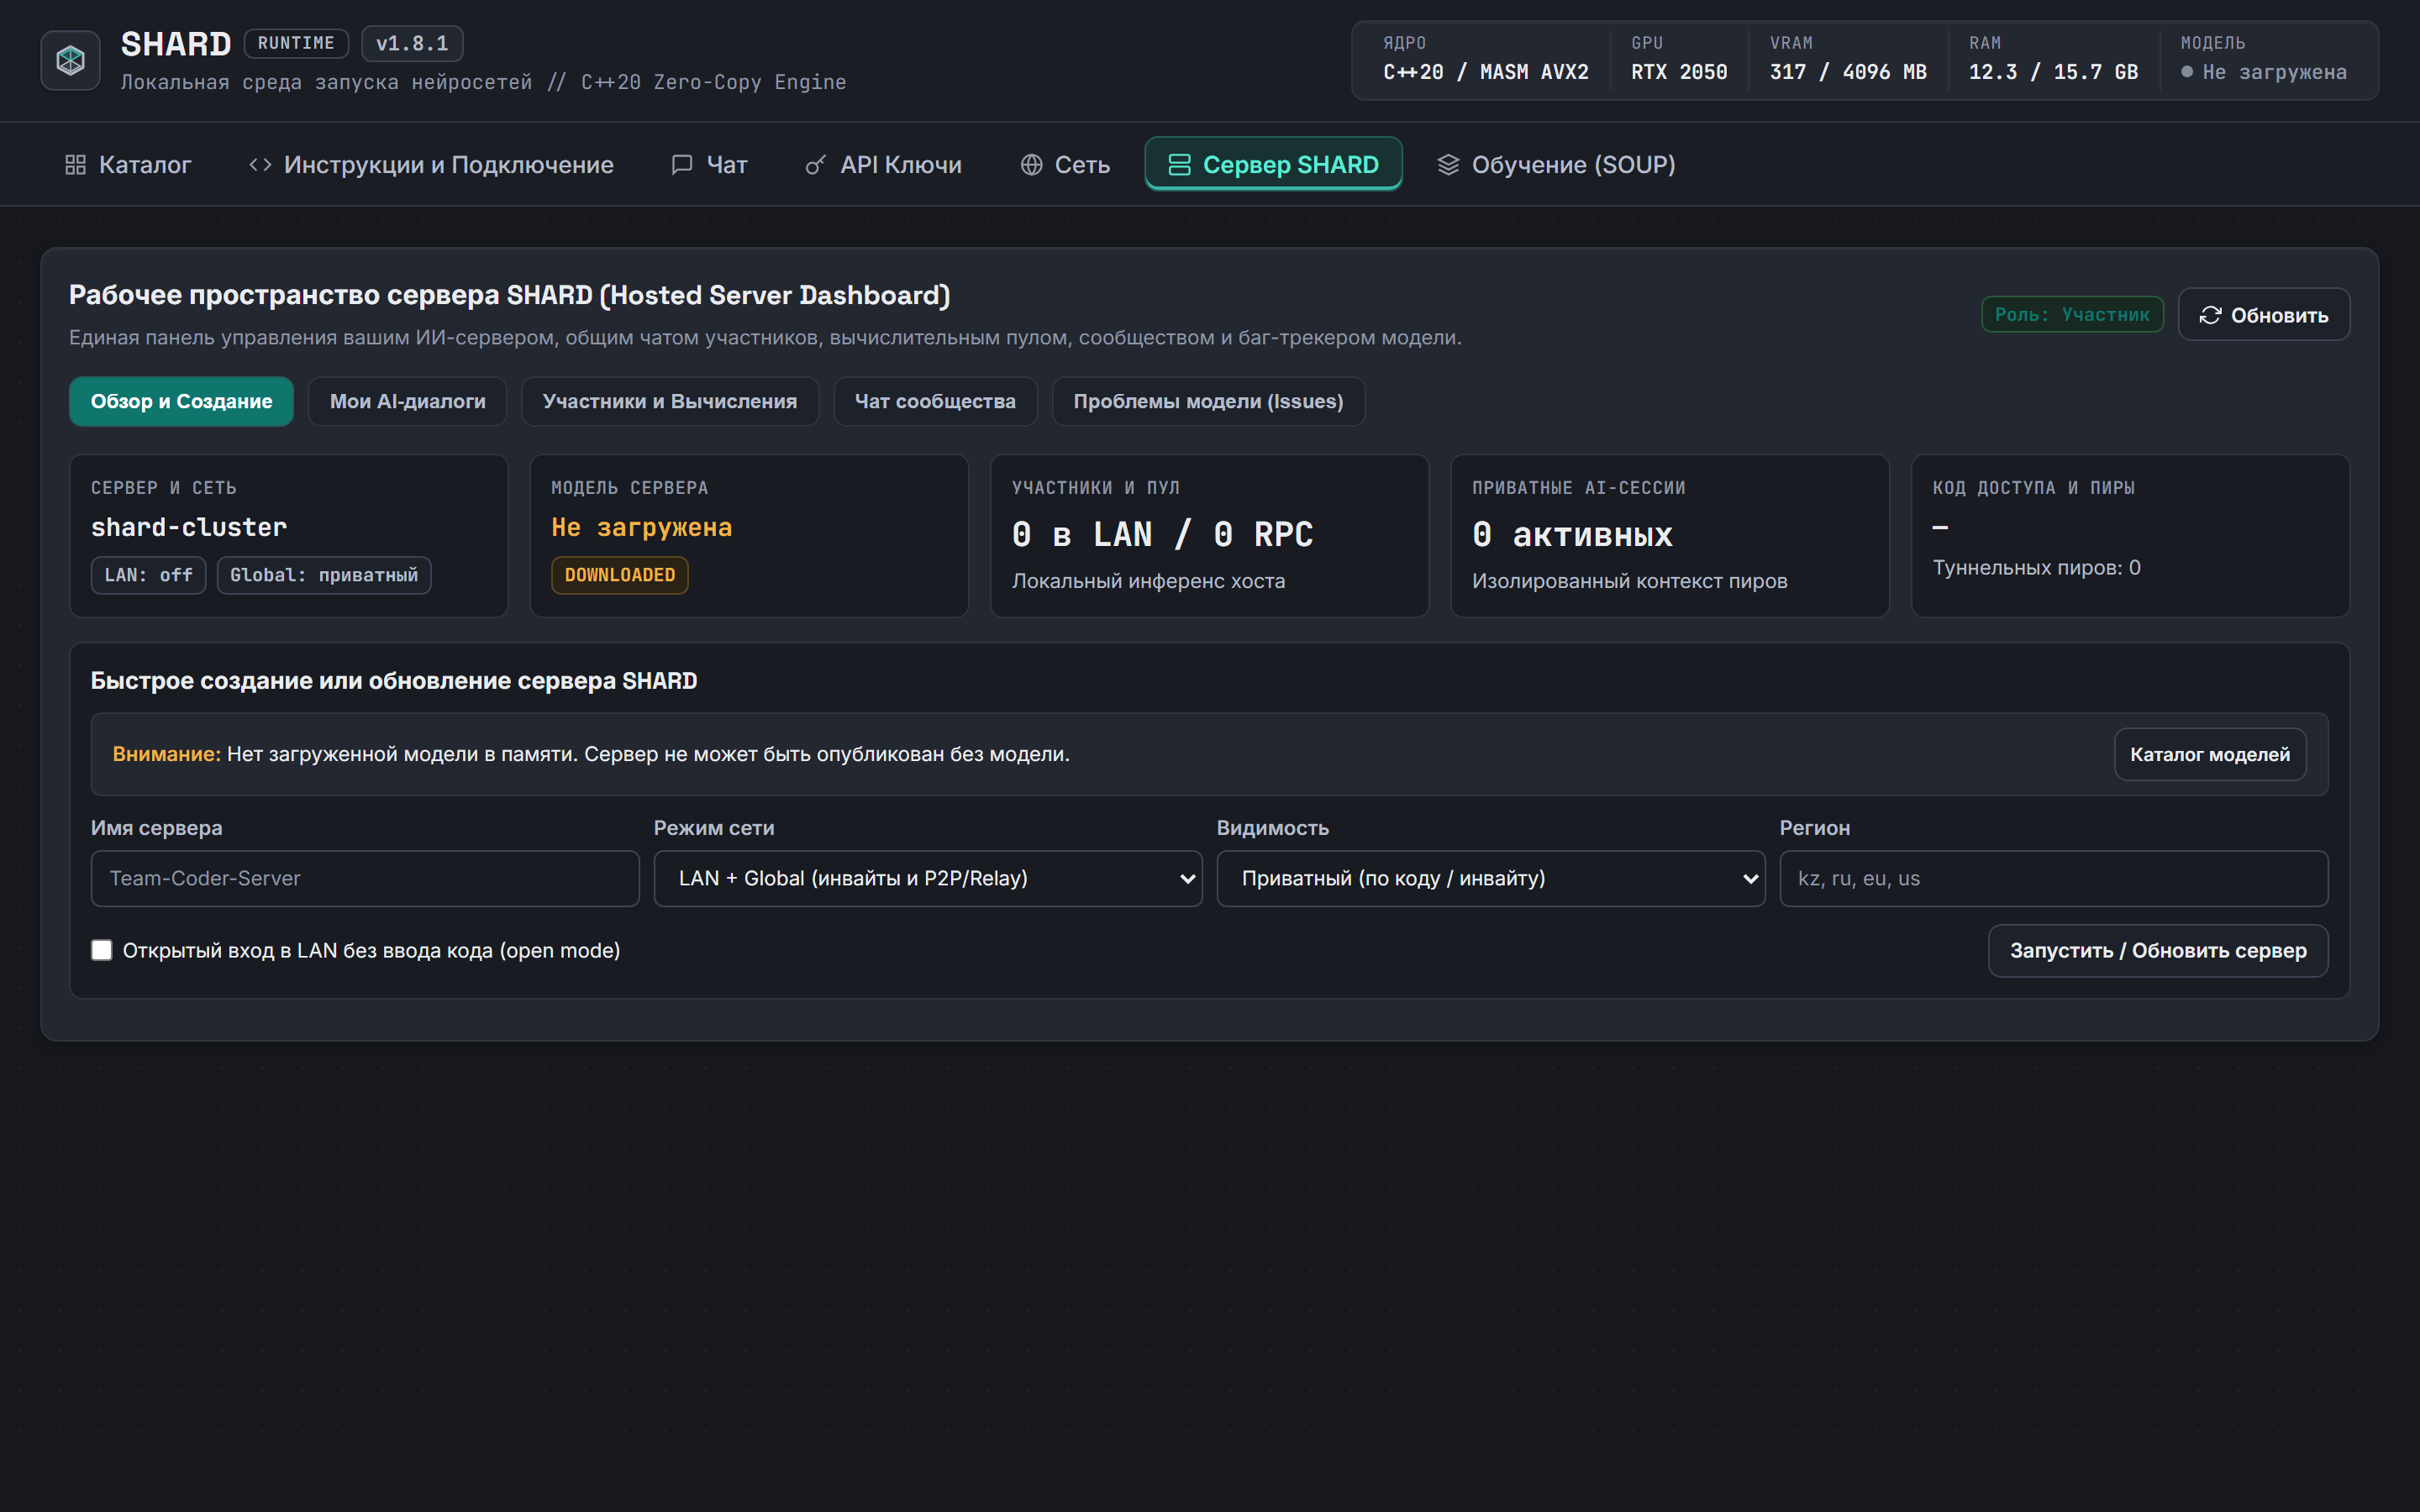 SHARD RUNTIME v1.8.1
Локальная среда запуска нейросетей // C++20 Zero-Copy Engine
ЯДРО
C++20 / MASM AVX2
GPU
RTX 2050
VRAM
317 / 4096 MB
RAM
12.3 / 15.7 GB
МОДЕЛЬ
Не загружена
Каталог
Инструкции и Подключение
Чат
API Ключи
Сеть
Сервер SHARD
Обучение (SOUP)
Рабочее пространство сервера SHARD (Hosted Server Dashboard)
Единая панель управления вашим ИИ-сервером, общим чатом участников, вычислительным пулом, сообществом и баг-трекером модели.
Роль: Участник
Обновить
Обзор и Создание
Мои AI-диалоги
Участники и Вычисления
Чат сообщества
Проблемы модели (Issues)
СЕРВЕР И СЕТЬ
shard-cluster
LAN: off
Global: приватный
МОДЕЛЬ СЕРВЕРА
Не загружена
DOWNLOADED
УЧАСТНИКИ И ПУЛ
0 в LAN / 0 RPC
Локальный инференс хоста
ПРИВАТНЫЕ AI-СЕССИИ
0 активных
Изолированный контекст пиров
КОД ДОСТУПА И ПИРЫ
—
Туннельных пиров: 0
Быстрое создание или обновление сервера SHARD
Внимание: Нет загруженной модели в памяти. Сервер не может быть опубликован без модели.
Каталог моделей
Имя сервера
Team-Coder-Server
Режим сети
LAN + Global (инвайты и P2P/Relay)
Видимость
Приватный (по коду / инвайту)
Регион
kz, ru, eu, us
Открытый вход в LAN без ввода кода (open mode)
Запустить / Обновить сервер